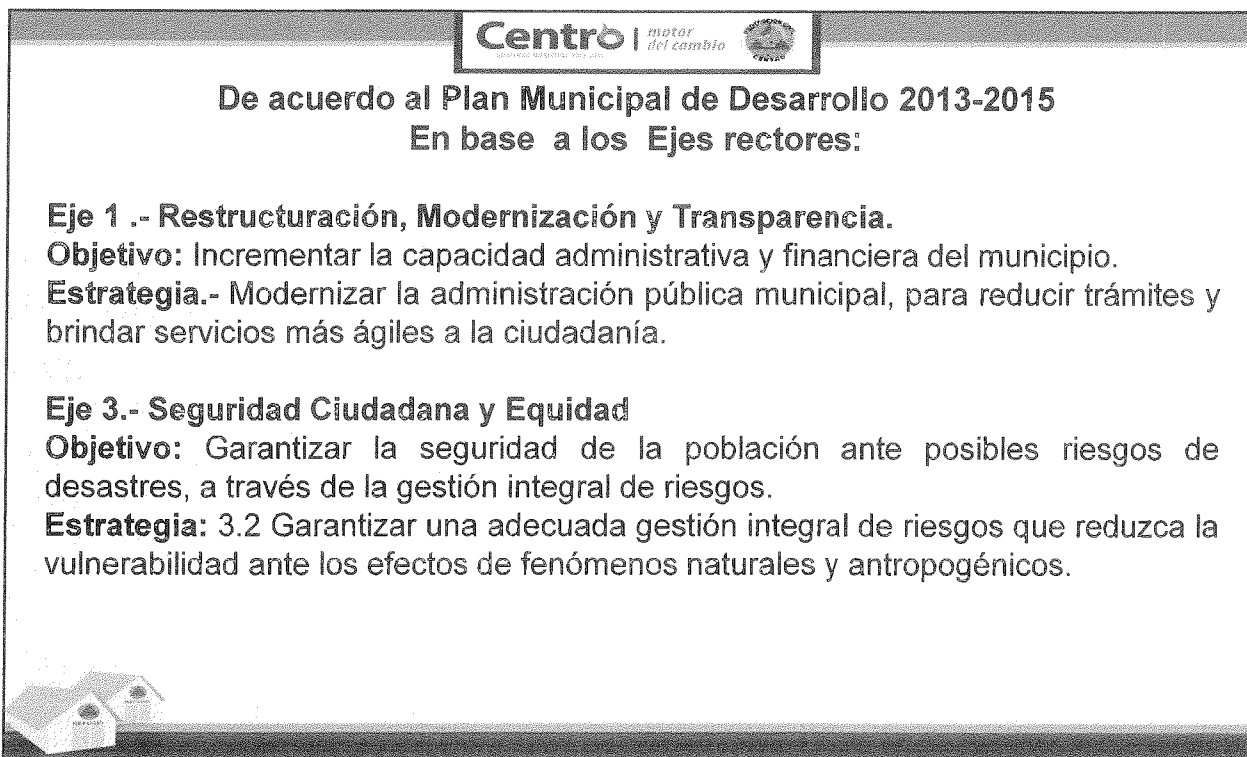 Centro | motor del cambio
De acuerdo al Plan Municipal de Desarrollo 2013-2015
En base a los Ejes rectores:
Eje 1 .- Restructuración, Modernización y Transparencia.
Objetivo: Incrementar la capacidad administrativa y financiera del municipio.
Estrategia.- Modernizar la administración pública municipal, para reducir trámites y
brindar servicios más ágiles a la ciudadanía.
Eje 3.- Seguridad Ciudadana y Equidad
Objetivo: Garantizar la seguridad de la población ante posibles riesgos de
desastres, a través de la gestión integral de riesgos.
Estrategia: 3.2 Garantizar una adecuada gestión integral de riesgos que reduzca la
vulnerabilidad ante los efectos de fenómenos naturales y antropogénicos.